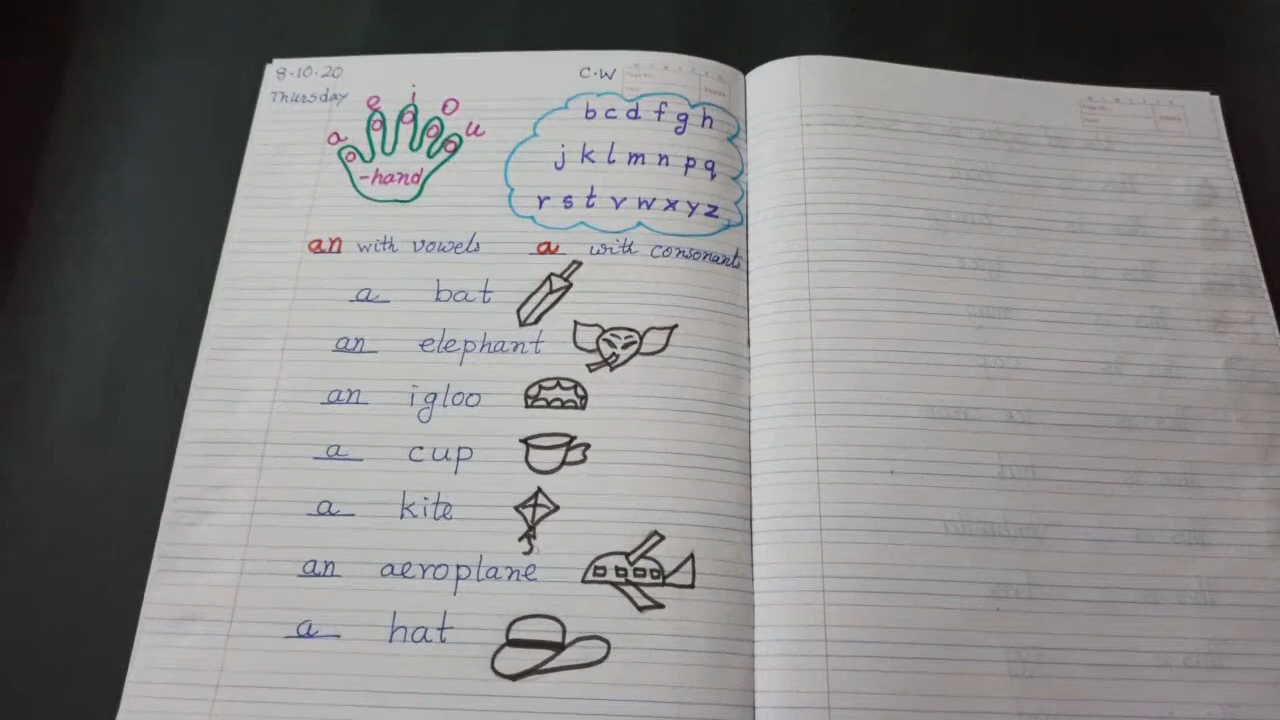 8.10.20
Thursday
C.W
a e i o u
-hand
b c d f g h
j k l m n p q
r s t v w x y z
an with vowels
a with consonants
a bat
an elephant
an igloo
a cup
a kite
an aeroplane
a hat